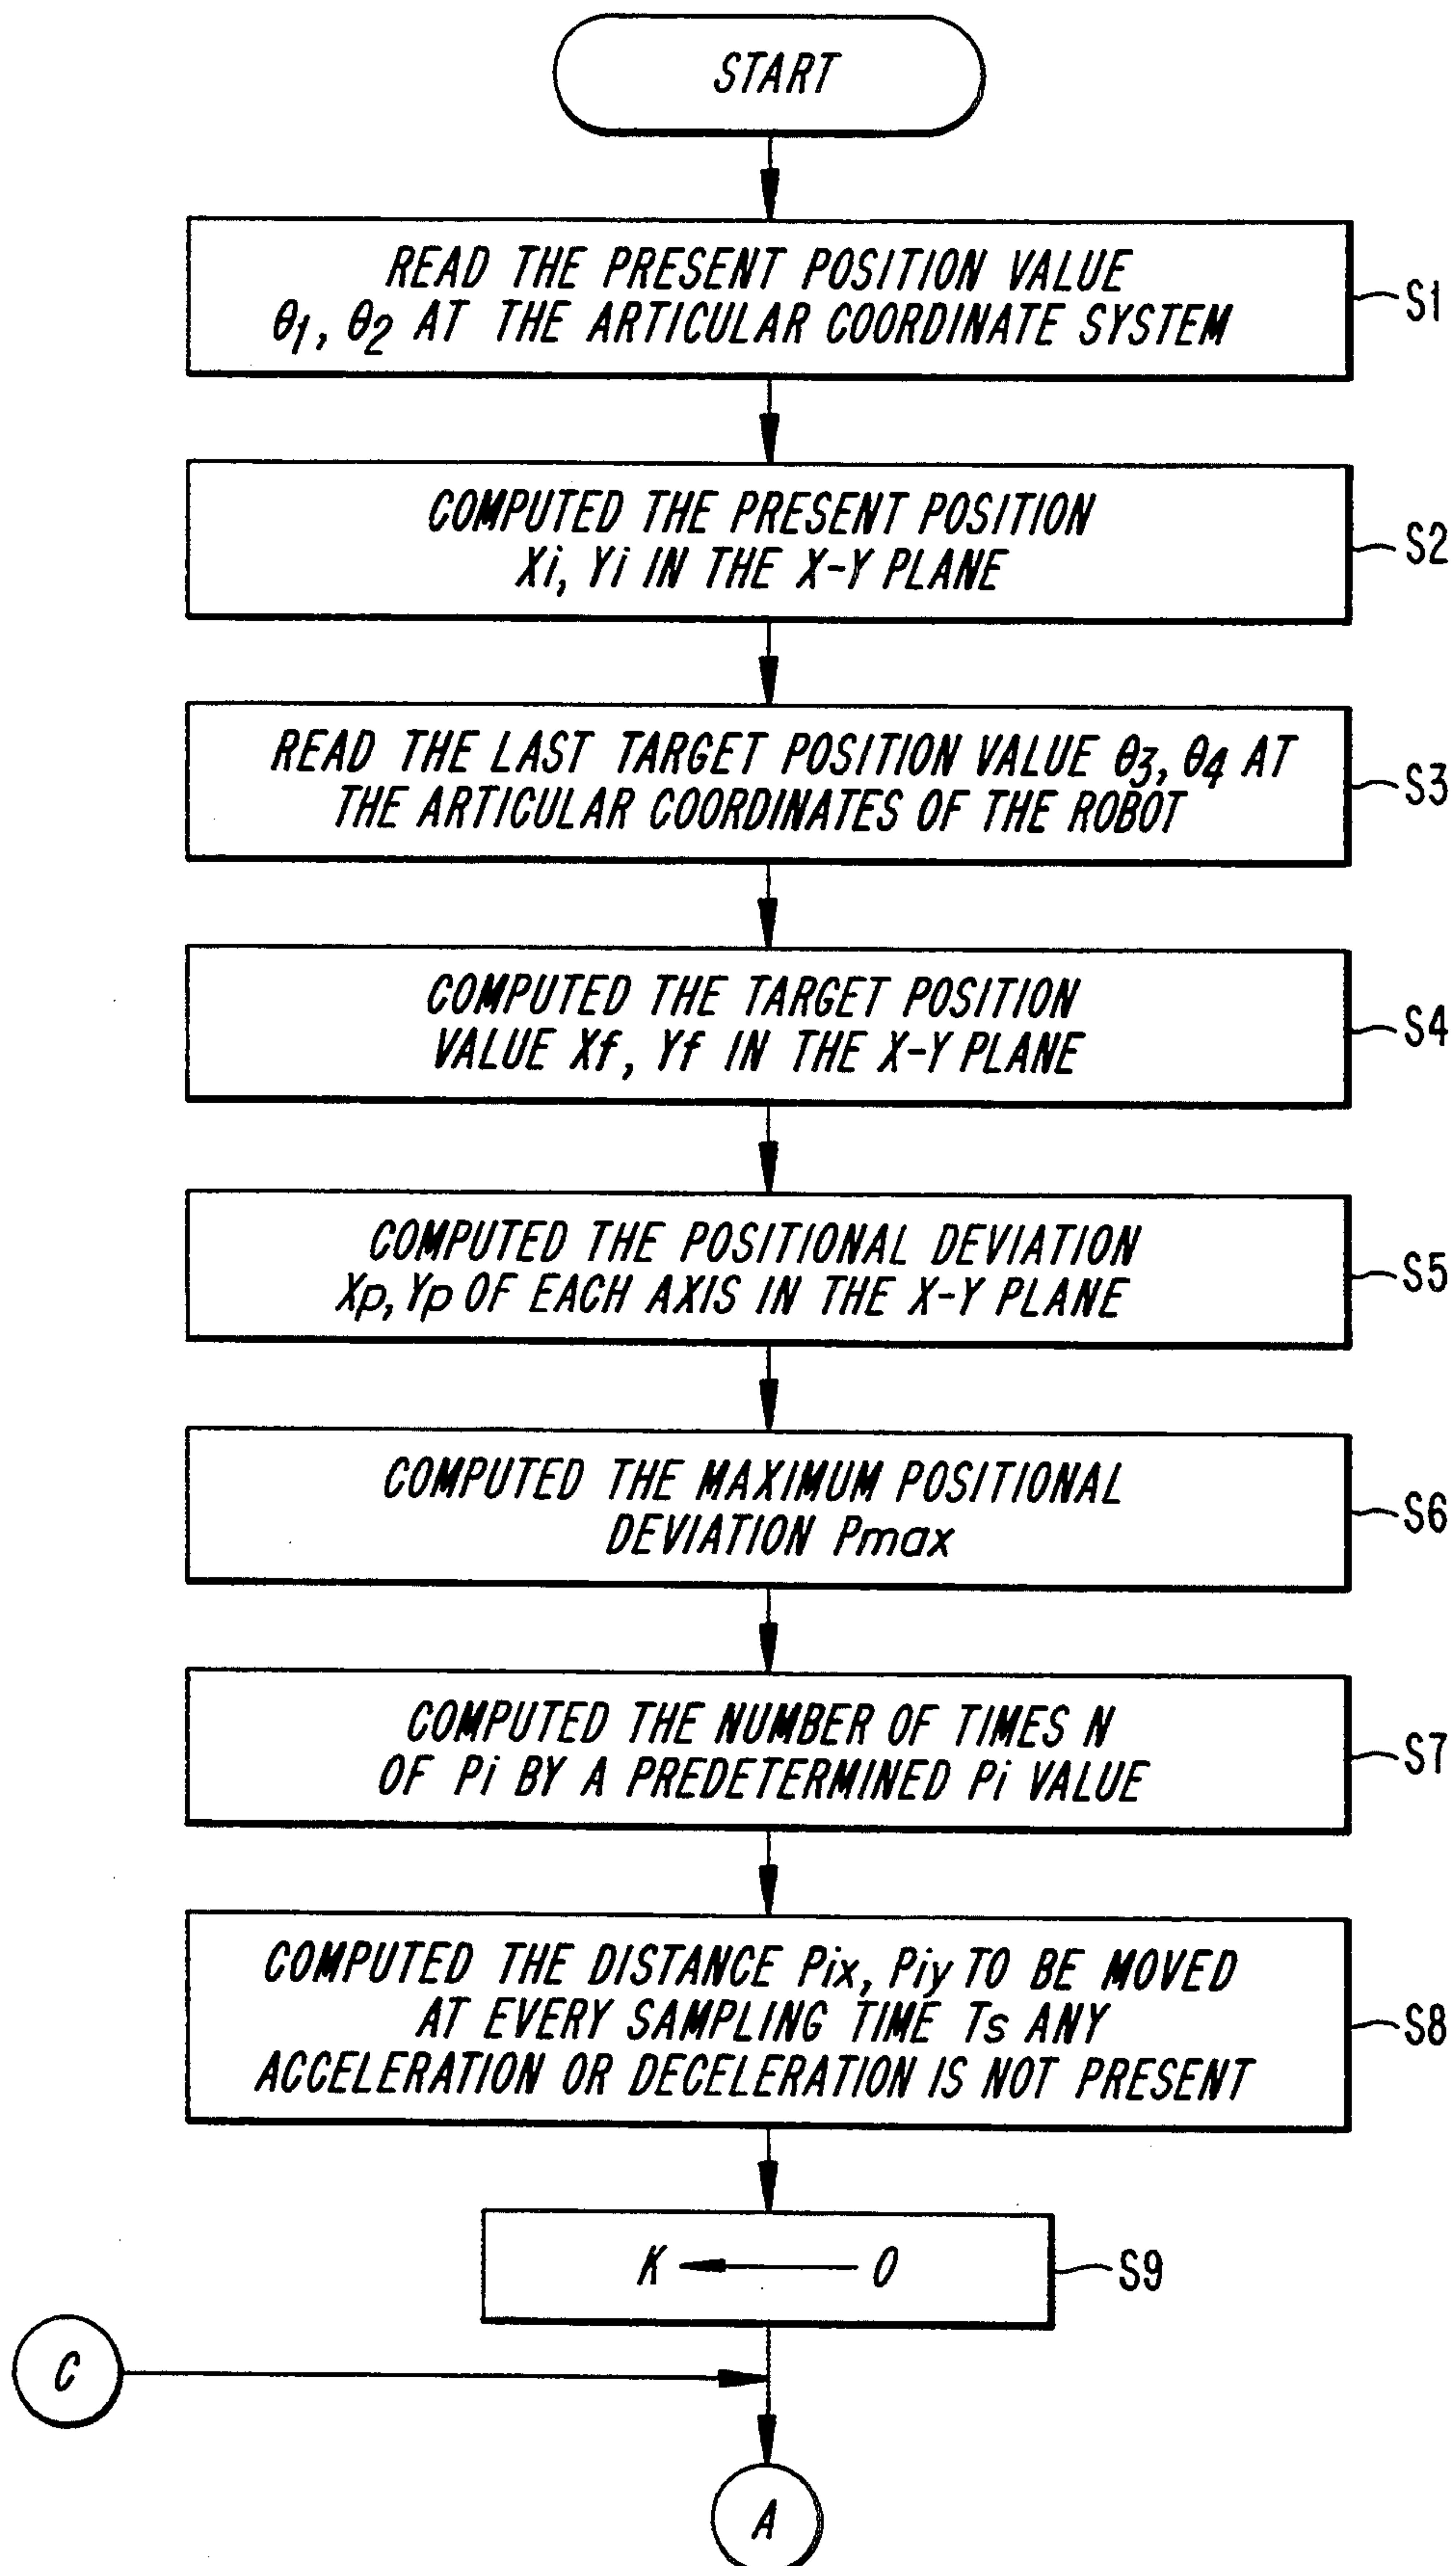 START
READ THE PRESENT POSITION VALUE
θ1, θ2 AT THE ARTICULAR COORDINATE SYSTEM
S1
COMPUTED THE PRESENT POSITION
Xi, Yi IN THE X-Y PLANE
S2
READ THE LAST TARGET POSITION VALUE θ3, θ4 AT
THE ARTICULAR COORDINATES OF THE ROBOT
S3
COMPUTED THE TARGET POSITION
VALUE Xf, Yf IN THE X-Y PLANE
S4
COMPUTED THE POSITIONAL DEVIATION
Xp, Yp OF EACH AXIS IN THE X-Y PLANE
S5
COMPUTED THE MAXIMUM POSITIONAL
DEVIATION Pmax
S6
COMPUTED THE NUMBER OF TIMES N
OF Pi BY A PREDETERMINED Pi VALUE
S7
COMPUTED THE DISTANCE Pix, Piy TO BE MOVED
AT EVERY SAMPLING TIME Ts ANY
ACCELERATION OR DECELERATION IS NOT PRESENT
S8
K ← 0
S9
C
A